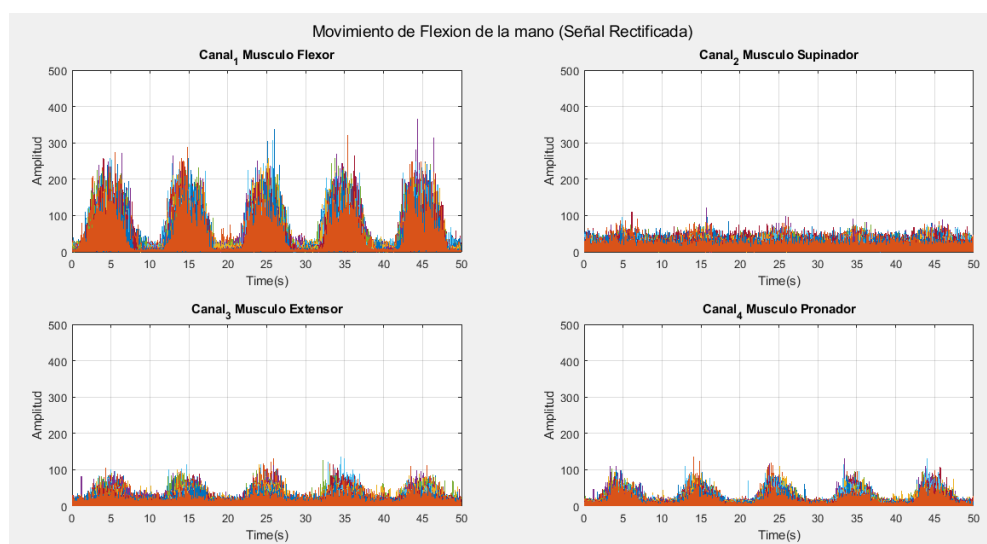 Movimiento de Flexion de la mano (Señal Rectificada)
Canal1 Musculo Flexor
500
400
300
200
100
0
Amplitud
0 5 10 15 20 25 30 35 40 45 50
Time(s)
Canal2 Musculo Supinador
500
400
300
200
100
0
Amplitud
0 5 10 15 20 25 30 35 40 45 50
Time(s)
Canal3 Musculo Extensor
500
400
300
200
100
0
Amplitud
0 5 10 15 20 25 30 35 40 45 50
Time(s)
Canal4 Musculo Pronador
500
400
300
200
100
0
Amplitud
0 5 10 15 20 25 30 35 40 45 50
Time(s)